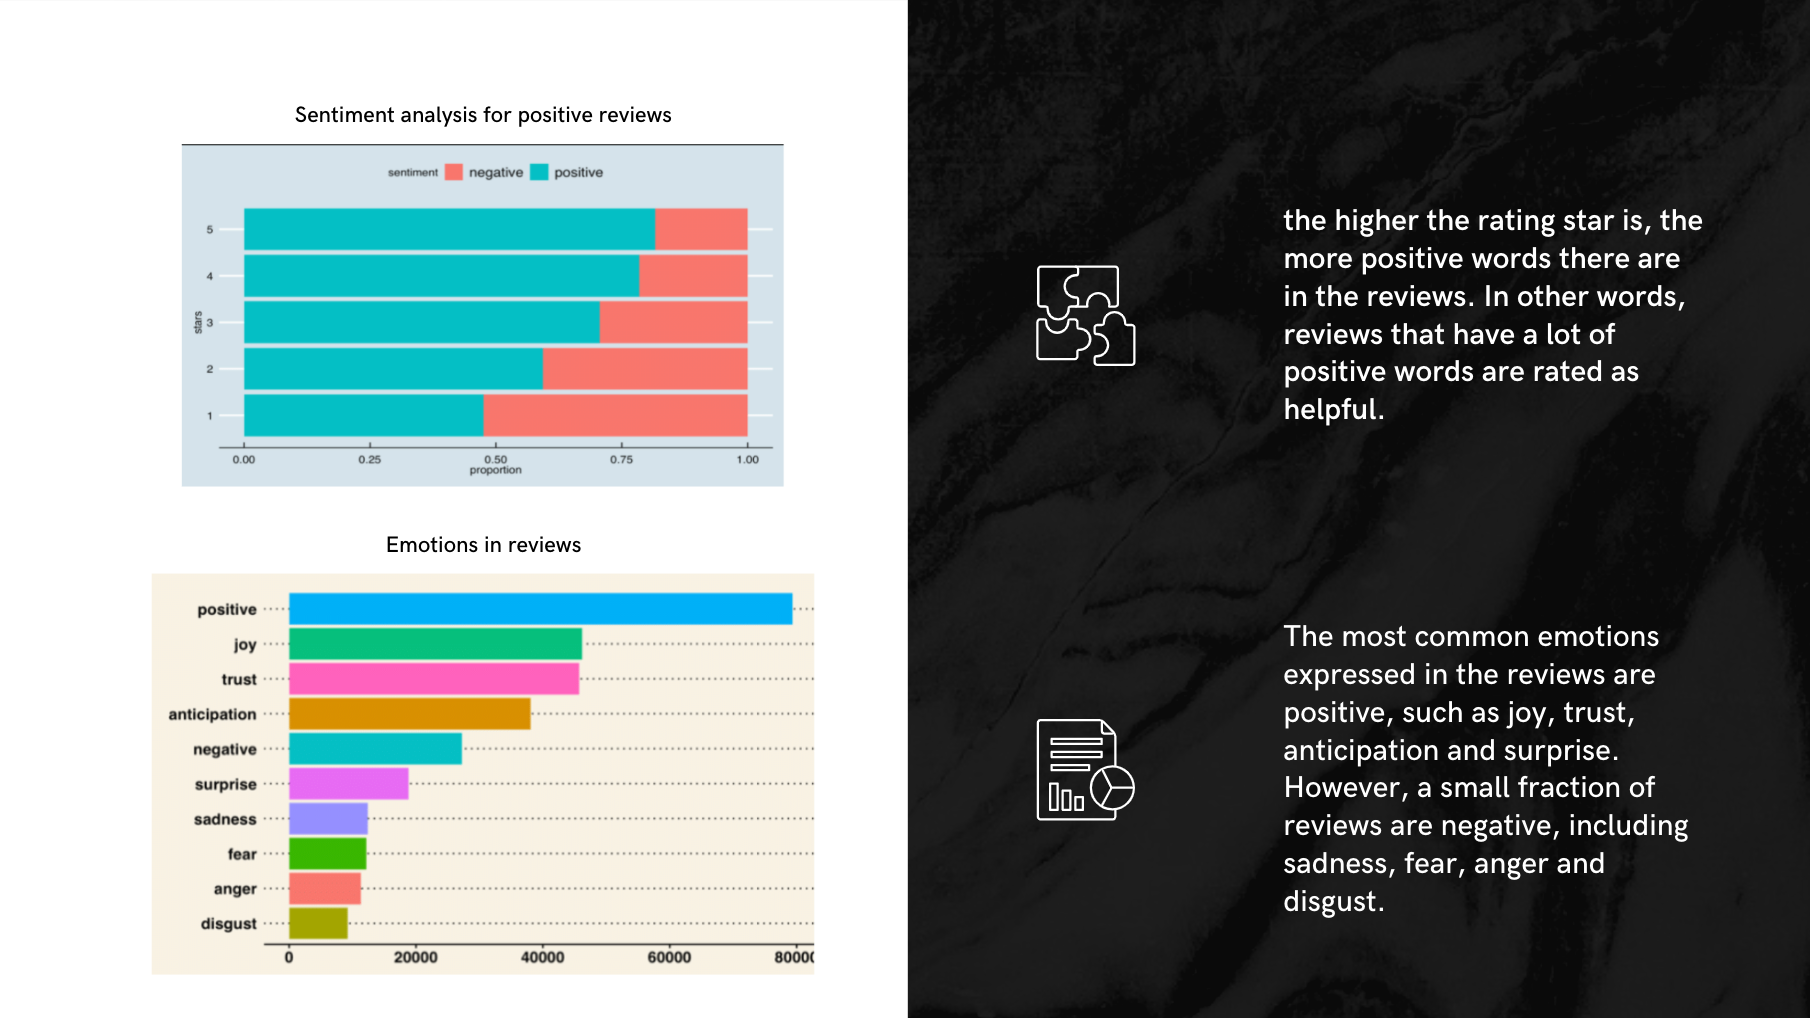 Sentiment analysis for positive reviews
sentiment negative positive
5
4
3
2
1
stars
0.00 0.25 0.50 0.75 1.00
proportion
Emotions in reviews
positive
joy
trust
anticipation
negative
surprise
sadness
fear
anger
disgust
0 20000 40000 60000 80000
the higher the rating star is, the
more positive words there are
in the reviews. In other words,
reviews that have a lot of
positive words are rated as
helpful.
The most common emotions
expressed in the reviews are
positive, such as joy, trust,
anticipation and surprise.
However, a small fraction of
reviews are negative, including
sadness, fear, anger and
disgust.